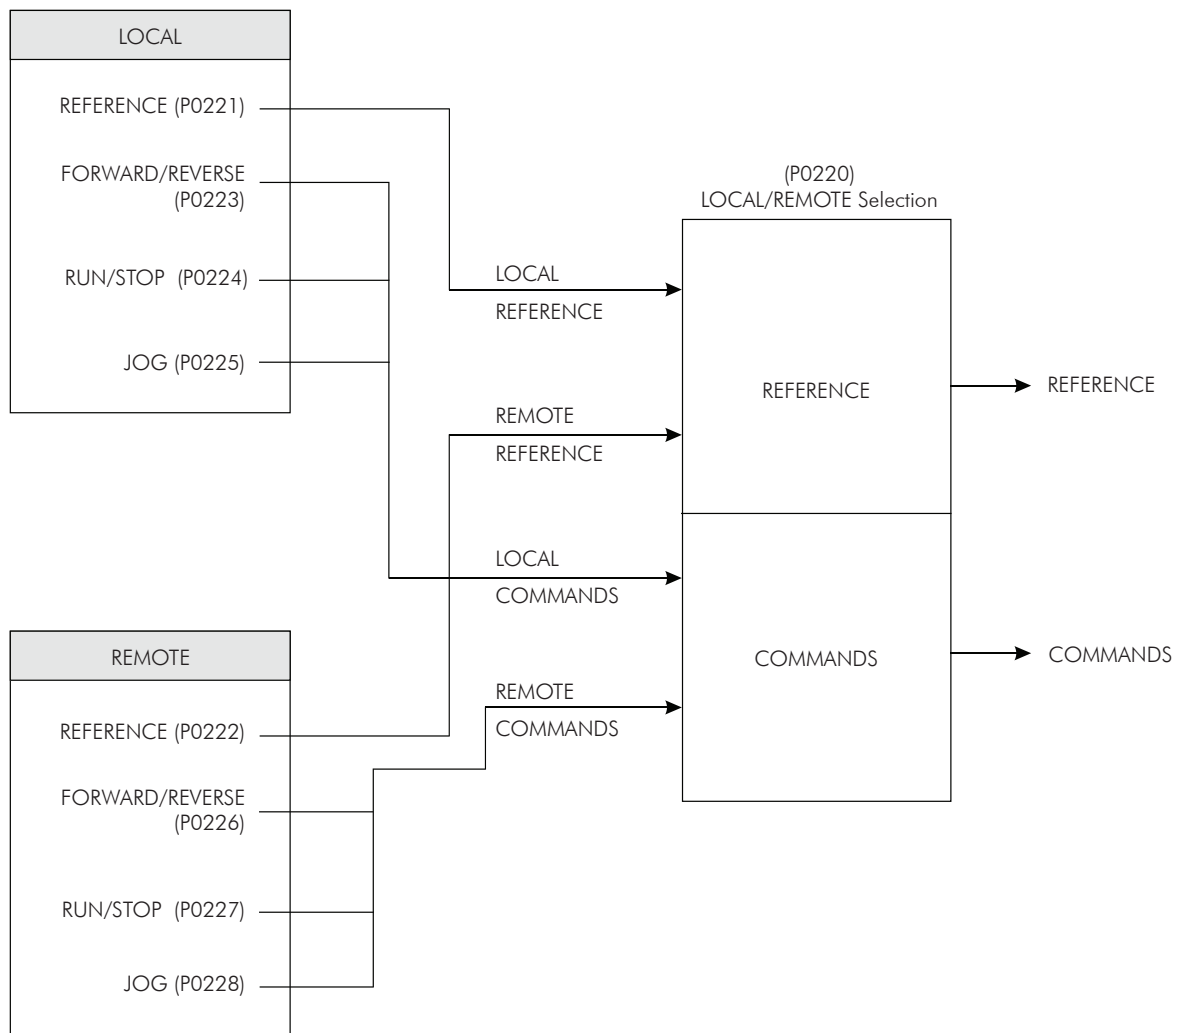 LOCAL
REFERENCE (P0221)
FORWARD/REVERSE
(P0223)
RUN/STOP (P0224)
JOG (P0225)
REMOTE
REFERENCE (P0222)
FORWARD/REVERSE
(P0226)
RUN/STOP (P0227)
JOG (P0228)
LOCAL
REFERENCE
REMOTE
REFERENCE
LOCAL
COMMANDS
REMOTE
COMMANDS
(P0220)
LOCAL/REMOTE Selection
REFERENCE
COMMANDS
REFERENCE
COMMANDS